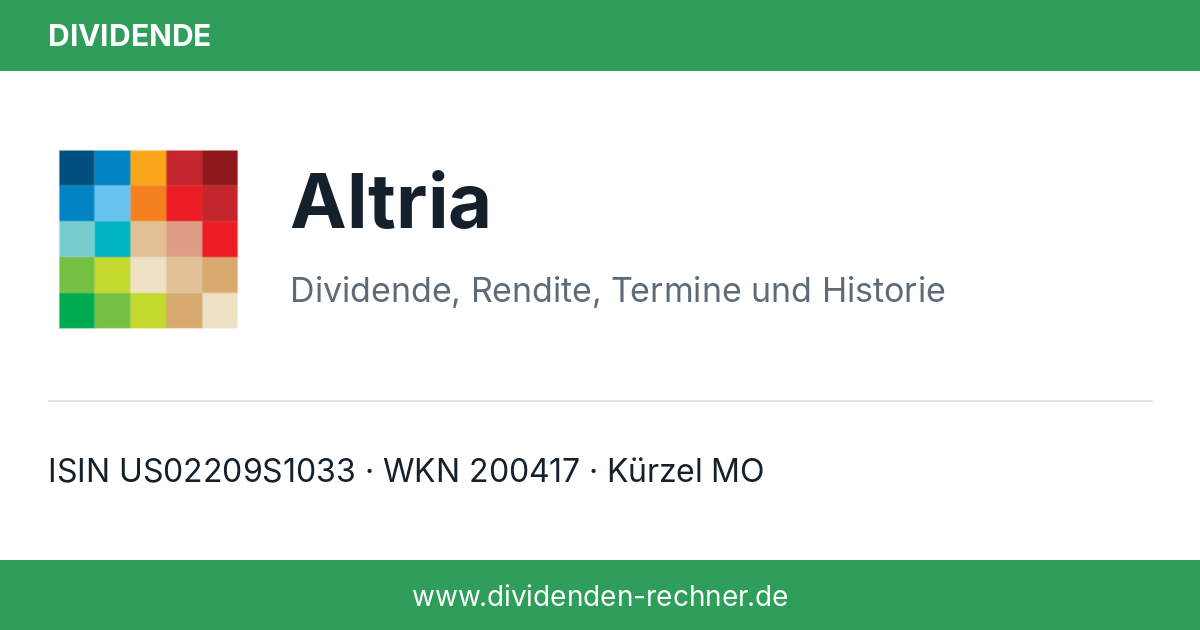 DIVIDENDE
Altria
Dividende, Rendite, Termine und Historie
ISIN US02209S1033 · WKN 200417 · Kürzel MO
www.dividenden-rechner.de